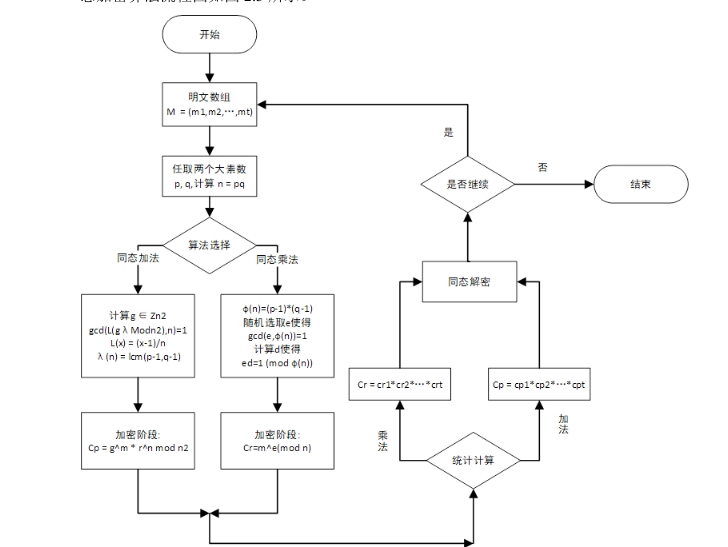 开始
明文数组
M = (m1,m2,⋯,mt)
任取两个大素数
p, q,计算 n = pq
算法选择
同态加法
同态乘法
计算g ∈ Zn2
gcd(L(g λ Modn2),n)=1
L(x) = (x-1)/n
λ (n) = lcm(p-1,q-1)
ϕ(n)=(p-1)*(q-1)
随机选取e使得
gcd(e,ϕ(n))=1
计算d使得
ed=1 (mod ϕ(n))
加密阶段:
Cp = g^m * r^n mod n2
加密阶段:
Cr=m^e(mod n)
是
否
是否继续
结束
同态解密
Cr = cr1*cr2*⋯*crt
Cp = cp1*cp2*⋯*cpt
乘法
加法
统计计算